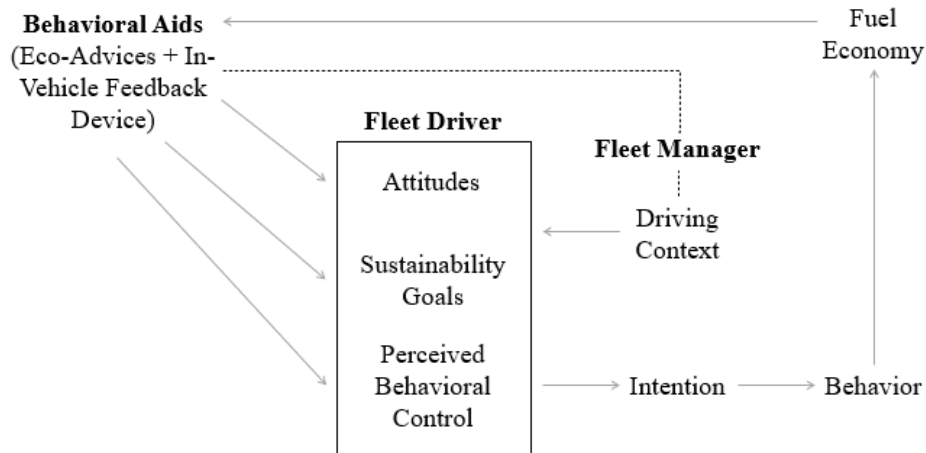 Behavioral Aids
(Eco-Advices + In-
Vehicle Feedback
Device)
Fuel
Economy
Fleet Driver
Attitudes
Sustainability
Goals
Perceived
Behavioral
Control
Fleet Manager
Driving
Context
Intention
Behavior